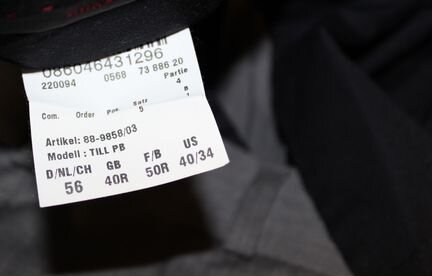 086046431296
220094 0568 73 886 20
Partie
4
Com. Order Pos. Satz B
5 1
Artikel: 88-9858/03
Modell : TILL PB
D/NL/CH GB F/B US
56 40R 50R 40/34